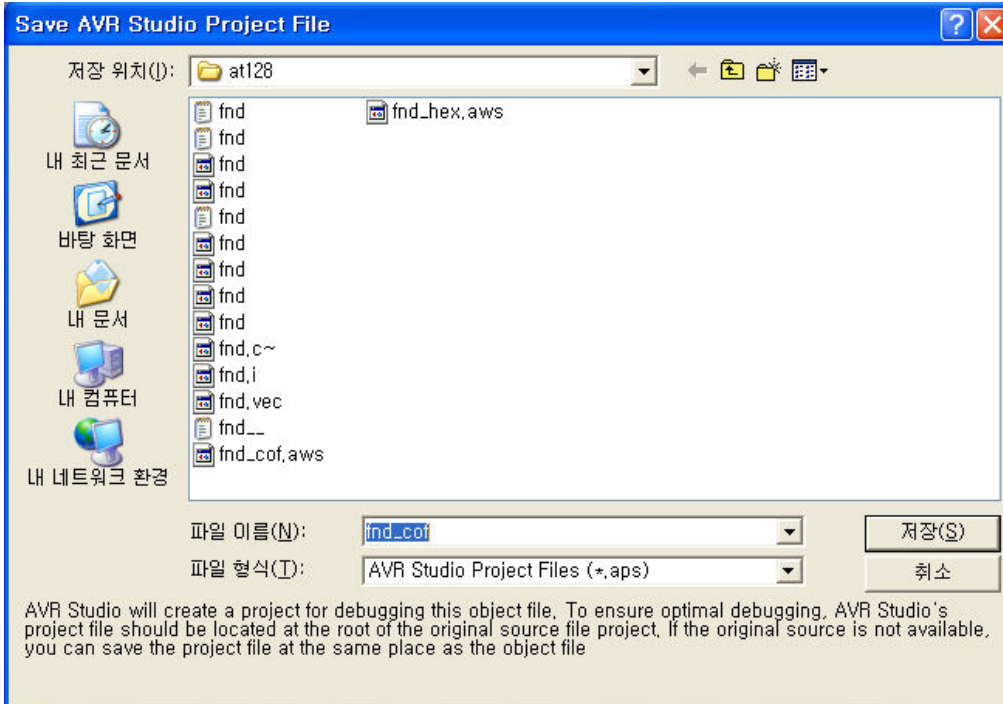 Save AVR Studio Project File
저장 위치(I):
at128
내 최근 문서
바탕 화면
내 문서
내 컴퓨터
내 네트워크 환경
fnd
fnd
fnd
fnd
fnd
fnd
fnd
fnd
fnd
fnd,c~
fnd,i
fnd,vec
fnd__
fnd_cof,aws
fnd_hex,aws
파일 이름(N):
fnd_cof
저장(S)
파일 형식(T):
AVR Studio Project Files (*,aps)
취소
AVR Studio will create a project for debugging this object file, To ensure optimal debugging, AVR Studio's
project file should be located at the root of the original source file project, If the original source is not available,
you can save the project file at the same place as the object file